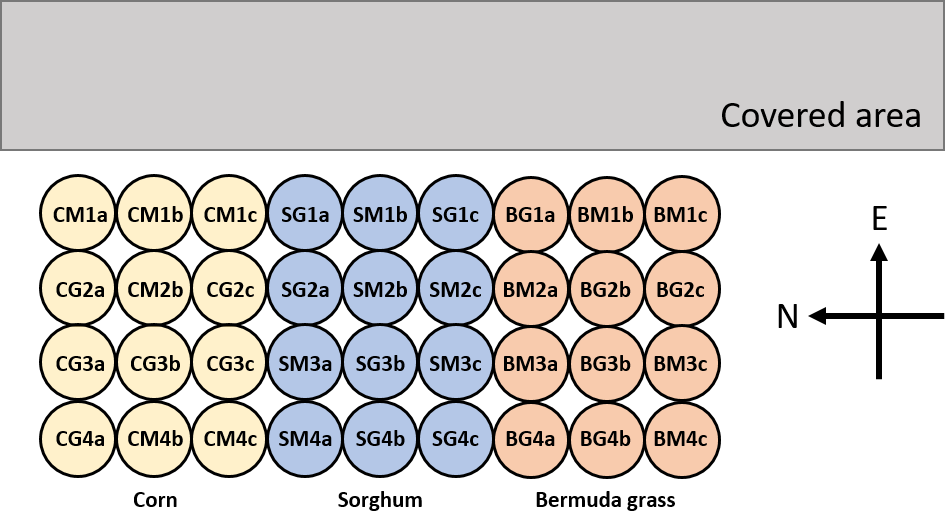 Covered area
CM1a CM1b CM1c SG1a SM1b SG1c BG1a BM1b BM1c
E
CG2a CM2b CG2c SG2a SM2b SM2c BM2a BG2b BG2c
N
CG3a CG3b CG3c SM3a SG3b SM3c BM3a BG3b BM3c
CG4a CM4b CM4c SM4a SG4b SG4c BG4a BG4b BM4c
Corn Sorghum Bermuda grass